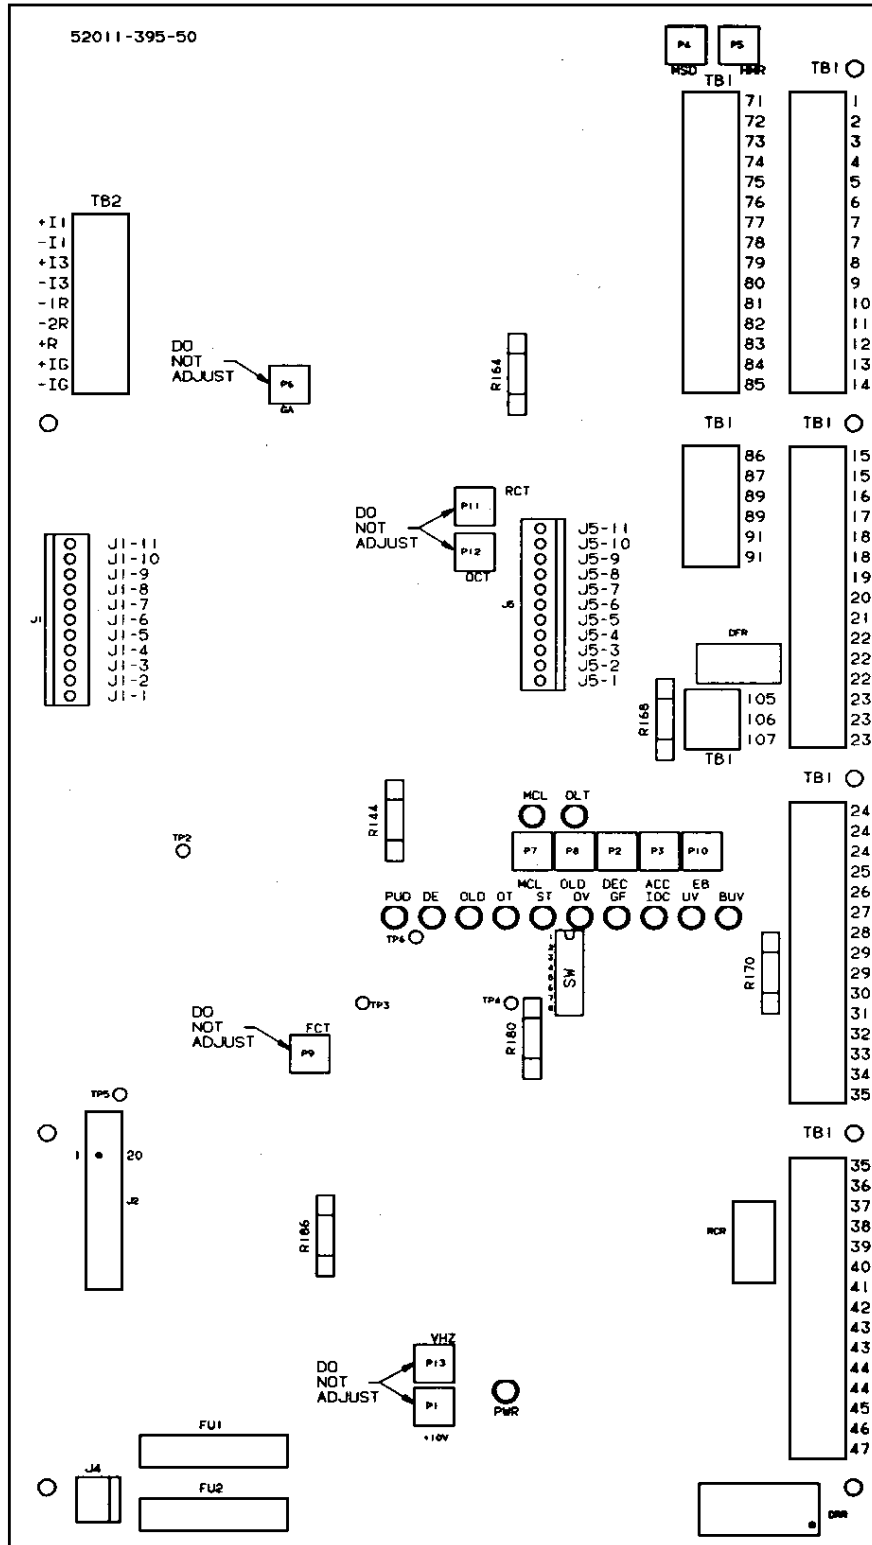 52011-395-50
P4
P5
MSD
HMR
TB1
TB1
71
72
73
74
75
76
77
78
79
80
81
82
83
84
85
1
2
3
4
5
6
7
7
8
9
10
11
12
13
14
TB2
+I1
-I1
+I3
-I3
-1R
-2R
+R
+IG
-IG
DO
NOT
ADJUST
P6
GA
R164
TB1
TB1
86
87
89
89
91
91
15
15
16
17
18
18
19
20
21
22
22
22
23
23
23
DO
NOT
ADJUST
P11
RCT
P12
OCT
J1
J1-11
J1-10
J1-9
J1-8
J1-7
J1-6
J1-5
J1-4
J1-3
J1-2
J1-1
J5
J5-11
J5-10
J5-9
J5-8
J5-7
J5-6
J5-5
J5-4
J5-3
J5-2
J5-1
DFR
R168
105
106
107
TB1
TB1
24
24
24
25
26
27
28
29
29
30
31
32
33
34
35
R144
TP2
MCL OLT
P7 P8 P2 P3 P10
MCL OLD DEC ACC EB
PUD DE OLD OT ST OV GF IOC UV BUV
TP6
1
2
3
4
5
6
7
8
SW
R170
TP3
TP4
R180
DO
NOT
ADJUST
FCT
P9
TP5
1
20
J2
R186
TB1
35
36
37
38
39
40
41
42
43
43
44
44
45
46
47
RCR
DO
NOT
ADJUST
VHZ
P13
P1
+10V
PWR
FU1
J4
FU2
DRR